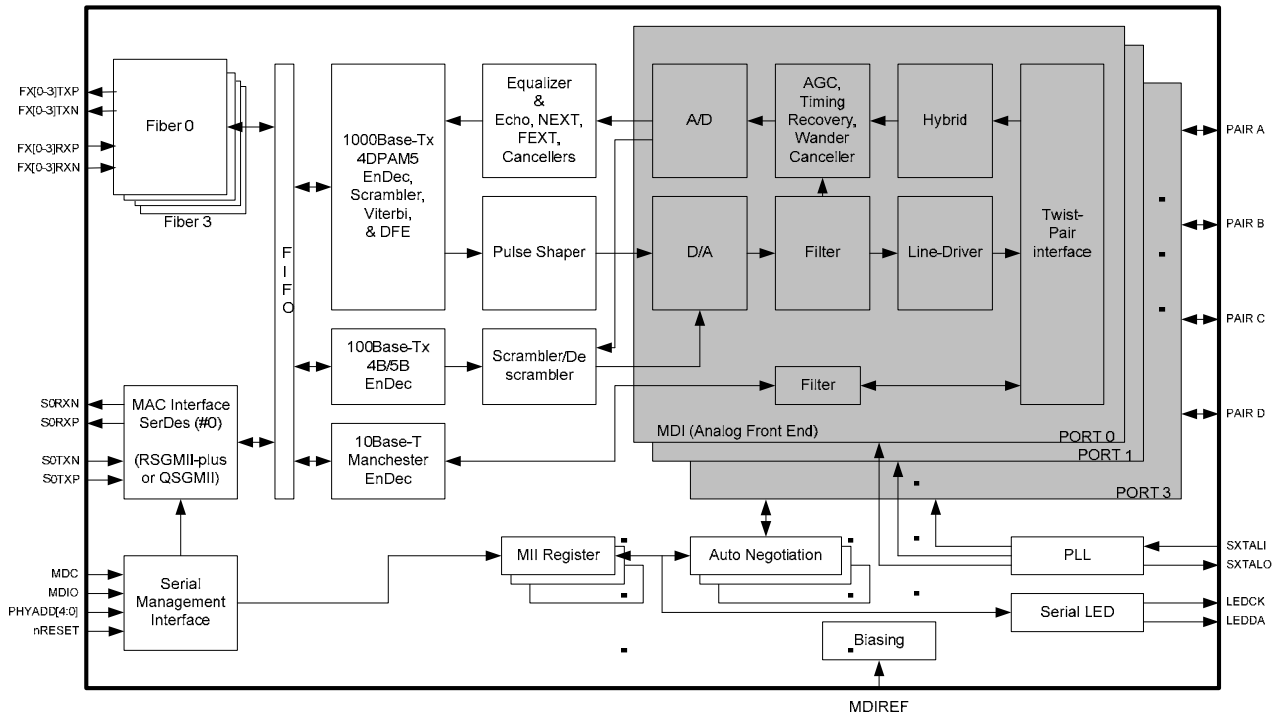 FX[0-3]TXP
FX[0-3]TXN
FX[0-3]RXP
FX[0-3]RXN
Fiber 0
Fiber 3
F
I
F
O
1000Base-Tx
4DPAM5
EnDec,
Scrambler,
Viterbi,
& DFE
Equalizer
&
Echo, NEXT,
FEXT,
Cancellers
Pulse Shaper
100Base-Tx
4B/5B
EnDec
Scrambler/De
scrambler
10Base-T
Manchester
EnDec
A/D
AGC,
Timing
Recovery,
Wander
Canceller
Hybrid
D/A
Filter
Line-Driver
Twist-
Pair
interface
Filter
MDI (Analog Front End)
PORT 0
PORT 1
PORT 3
PAIR A
PAIR B
PAIR C
PAIR D
S0RXN
S0RXP
S0TXN
S0TXP
MAC Interface
SerDes (#0)
(RSGMII-plus
or QSGMII)
MDC
MDIO
PHYADD[4:0]
nRESET
Serial
Management
Interface
MII Register
Auto Negotiation
PLL
SXTALI
SXTALO
Serial LED
LEDCK
LEDDA
Biasing
MDIREF